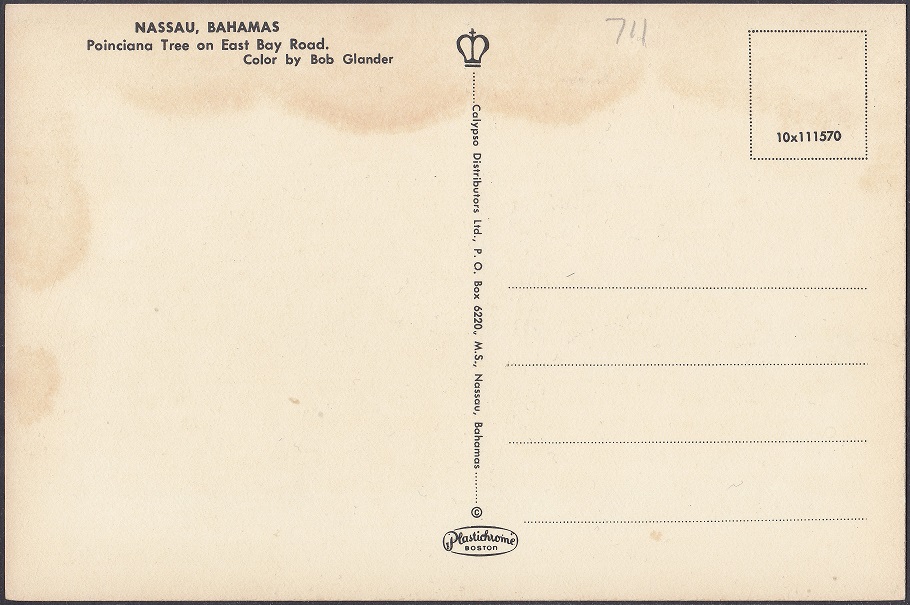 NASSAU, BAHAMAS
Poinciana Tree on East Bay Road.
Color by Bob Glander
711
Calypso Distributors Ltd., P. O. Box 6220, M.S., Nassau, Bahamas
©
Plastichrome
BOSTON
10x111570